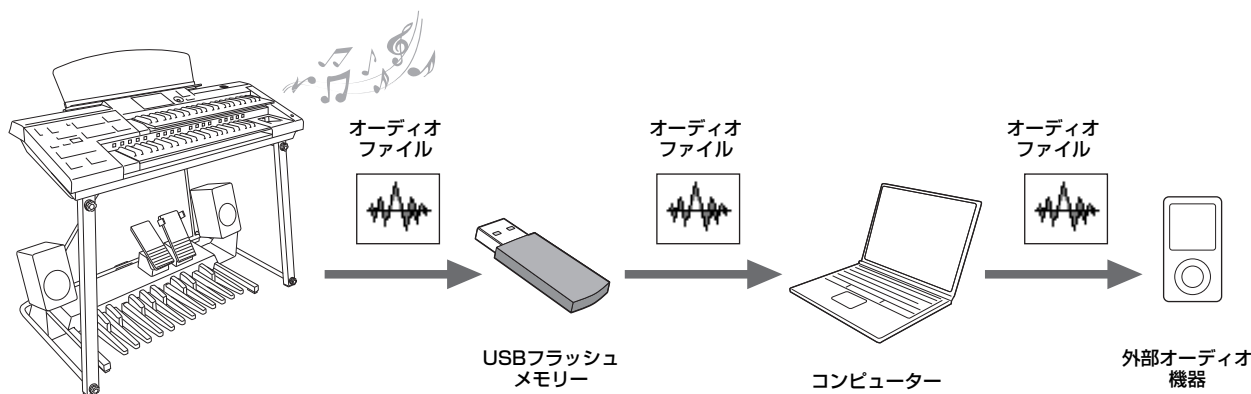 オーディオ
ファイル
オーディオ
ファイル
オーディオ
ファイル
USBフラッシュ
メモリー
コンピューター
外部オーディオ
機器